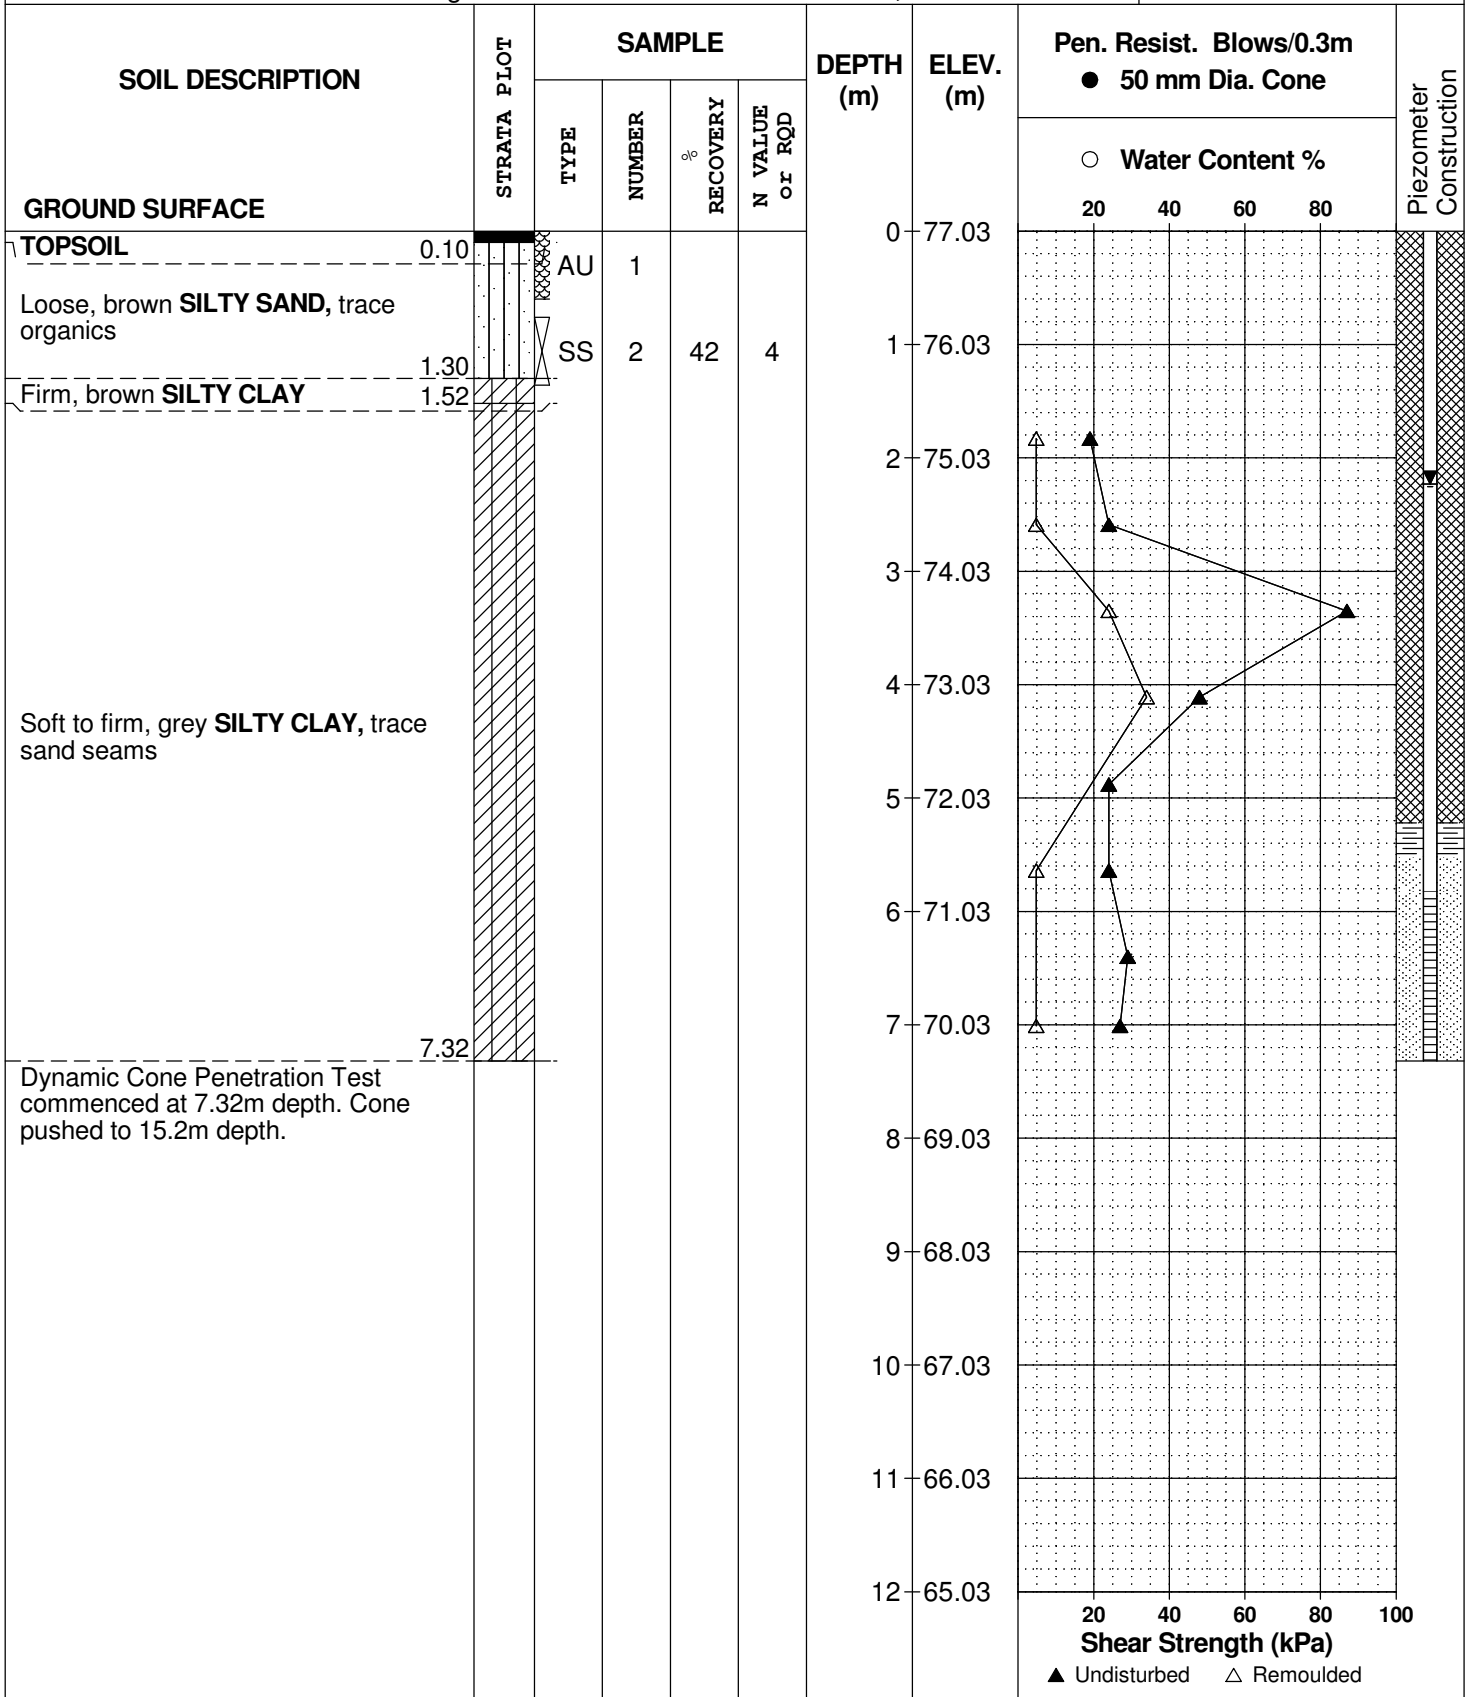 SOIL DESCRIPTION
GROUND SURFACE
STRATA PLOT
SAMPLE
TYPE
NUMBER
% RECOVERY
N VALUE or RQD
DEPTH (m)
ELEV. (m)
Pen. Resist. Blows/0.3m
● 50 mm Dia. Cone
○ Water Content %
20 40 60 80
Piezometer Construction
0 77.03
TOPSOIL 0.10
AU 1
Loose, brown SILTY SAND, trace
organics
1.30
SS 2 42 4
1 76.03
Firm, brown SILTY CLAY 1.52
2 75.03
3 74.03
4 73.03
Soft to firm, grey SILTY CLAY, trace
sand seams
5 72.03
6 71.03
7 70.03
7.32
Dynamic Cone Penetration Test
commenced at 7.32m depth. Cone
pushed to 15.2m depth.
8 69.03
9 68.03
10 67.03
11 66.03
12 65.03
20 40 60 80 100
Shear Strength (kPa)
▲ Undisturbed △ Remoulded